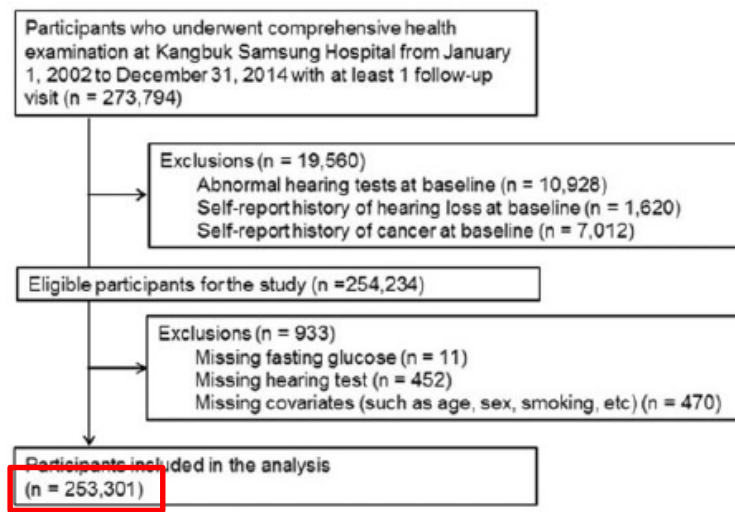 Participants who underwent comprehensive health
examination at Kangbuk Samsung Hospital from January
1, 2002 to December 31, 2014 with at least 1 follow-up
visit (n = 273,794)
Exclusions (n = 19,560)
Abnormal hearing tests at baseline (n = 10,928)
Self-report history of hearing loss at baseline (n = 1,620)
Self-report history of cancer at baseline (n = 7,012)
Eligible participants for the study (n =254,234)
Exclusions (n = 933)
Missing fasting glucose (n = 11)
Missing hearing test (n = 452)
Missing covariates (such as age, sex, smoking, etc) (n = 470)
Participants included in the analysis
(n = 253,301)